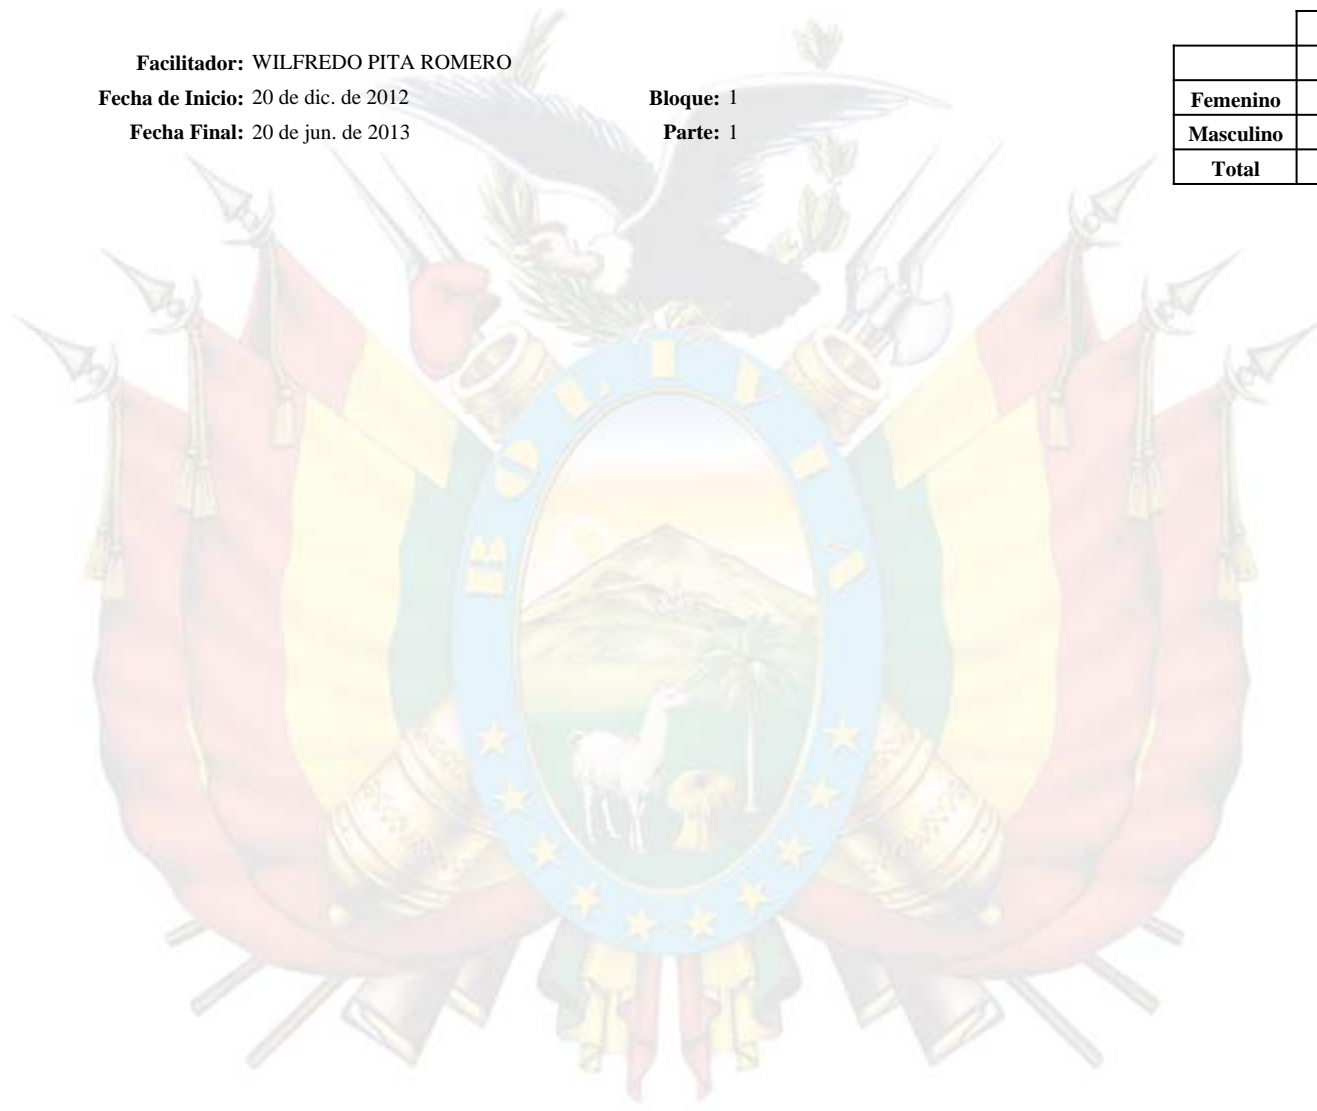 Facilitador: WILFREDO PITA ROMERO
Fecha de Inicio: 20 de dic. de 2012 Bloque: 1
Fecha Final: 20 de jun. de 2013 Parte: 1
Femenino
Masculino
Total
BOLIVIA